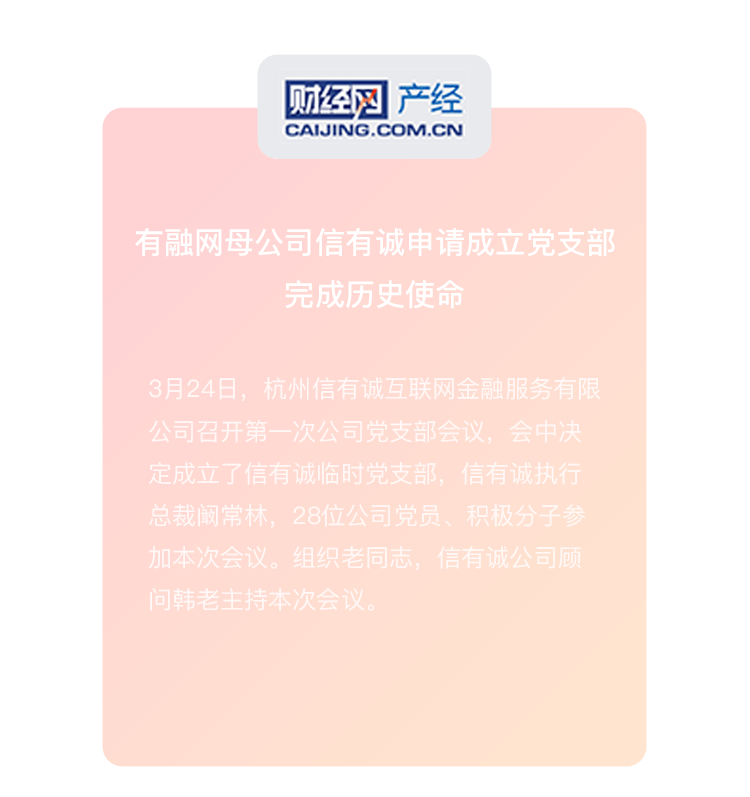 财经网 产经
CAIJING.COM.CN
有融网母公司信有诚申请成立党支部
完成历史使命
3月24日，杭州信有诚互联网金融服务有限
公司召开第一次公司党支部会议，会中决
定成立了信有诚临时党支部，信有诚执行
总裁阚常林，28位公司党员、积极分子参
加本次会议。组织老同志，信有诚公司顾
问韩老主持本次会议。